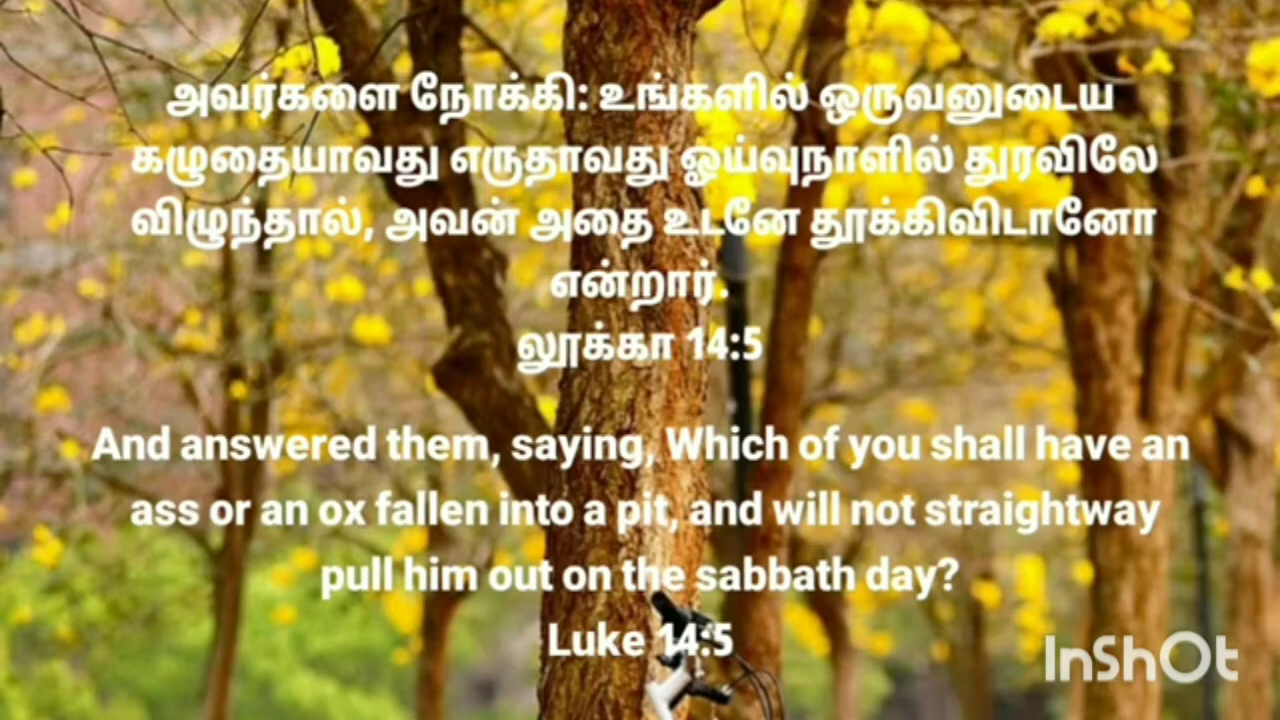 அவர்களை நோக்கி: உங்களில் ஒருவனுடைய
கழுதையாவது எருதாவது ஓய்வுநாளில் துரவிலே
விழுந்தால், அவன் அதை உடனே தூக்கிவிடானோ
என்றார்.
லூக்கா 14:5
And answered them, saying, Which of you shall have an
ass or an ox fallen into a pit, and will not straightway
pull him out on the sabbath day?
Luke 14:5
InShOt